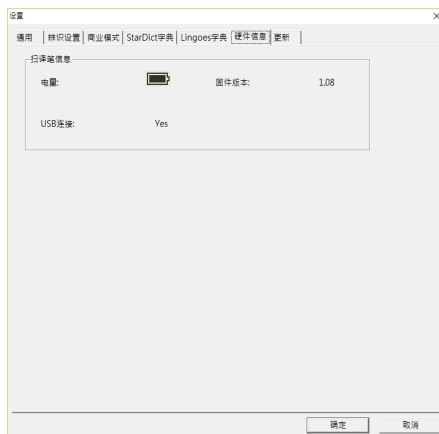 设置
通用 辨识设置 商业模式 StarDict字典 Lingoes字典 硬件信息 更新
扫译笔信息
电量: 固件版本: 1.08
USB连接: Yes
确定 取消